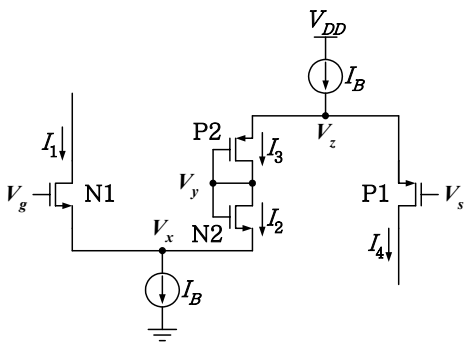 V_DD
I_B
I_1
P2
V_z
I_3
V_g
N1
V_y
P1
V_s
N2
I_2
V_x
I_4
I_B